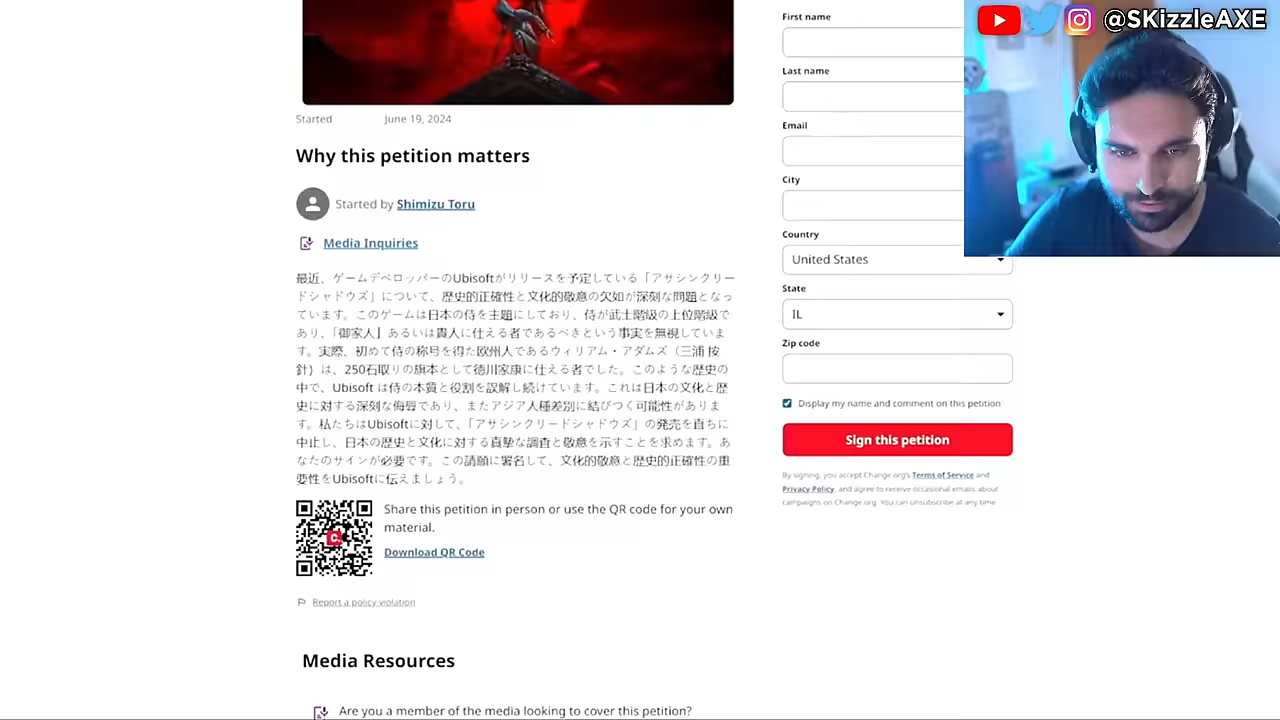 @SKizzleAXE
First name
Last name
Email
City
Country
United States
State
IL
Zip code
Display my name and comment on this petition
Sign this petition
By signing, you accept Change.org's Terms of Service and
Privacy Policy, and agree to receive occasional emails about
campaigns on Change.org. You can unsubscribe at any time.
Started June 19, 2024
Why this petition matters
Started by Shimizu Toru
Media Inquiries
最近、ゲームデベロッパーのUbisoftがリリースを予定している「アサシンクリー
ドシャドウズ」について、歴史的正確性と文化的敬意の欠如が深刻な問題となっ
ています。このゲームは日本の侍を主題にしており、侍が武士階級の上位階級で
あり、「御家人」あるいは貴人に仕える者であるべきという事実を無視していま
す。実際、初めて侍の称号を得た欧州人であるウィリアム・アダムズ（三浦 按
針）は、250石取りの旗本として徳川家康に仕える者でした。このような歴史の
中で、Ubisoft は侍の本質と役割を誤解し続けています。これは日本の文化と歴
史に対する深刻な侮辱であり、またアジア人種差別に結びつく可能性がありま
す。私たちはUbisoftに対して、「アサシンクリードシャドウズ」の発売を直ちに
中止し、日本の歴史と文化に対する真摯な調査と敬意を示すことを求めます。あ
なたのサインが必要です。この請願に署名して、文化的敬意と歴史的正確性の重
要性をUbisoftに伝えましょう。
Share this petition in person or use the QR code for your own
material.
Download QR Code
Report a policy violation
Media Resources
Are you a member of the media looking to cover this petition?